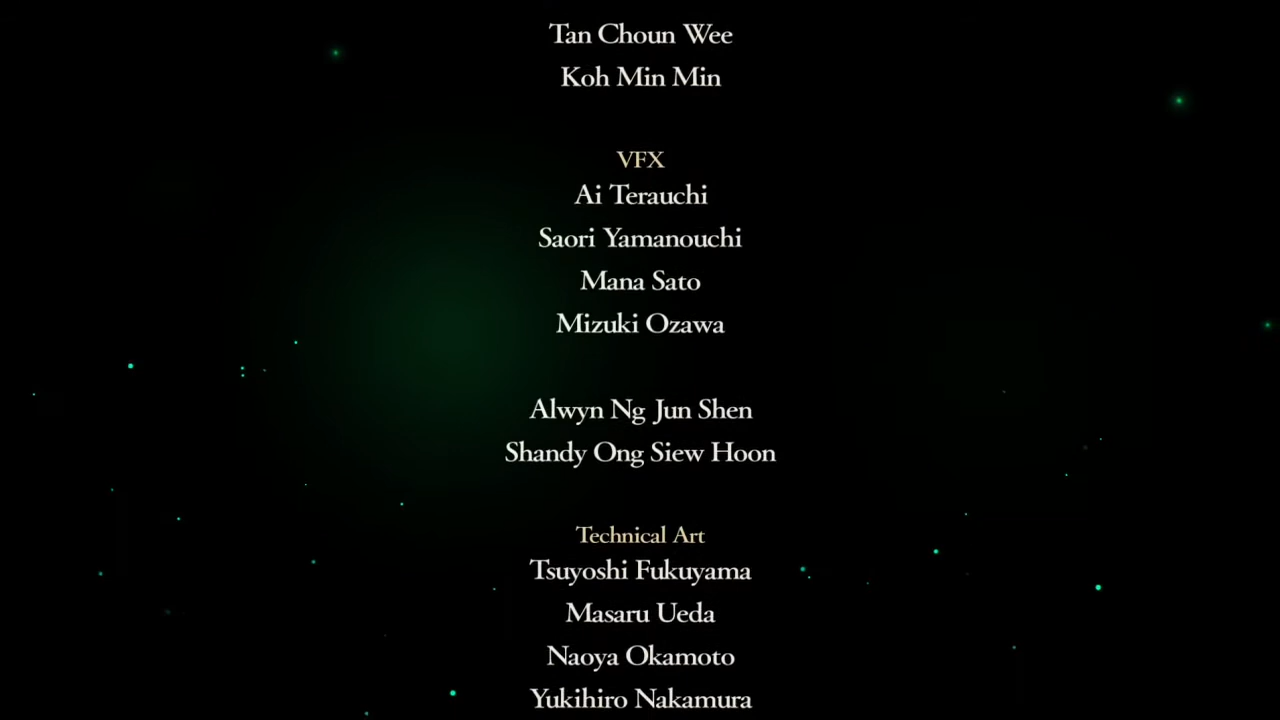 Tan Choun Wee
Koh Min Min
VFX
Ai Terauchi
Saori Yamanouchi
Mana Sato
Mizuki Ozawa
Alwyn Ng Jun Shen
Shandy Ong Siew Hoon
Technical Art
Tsuyoshi Fukuyama
Masaru Ueda
Naoya Okamoto
Yukihiro Nakamura